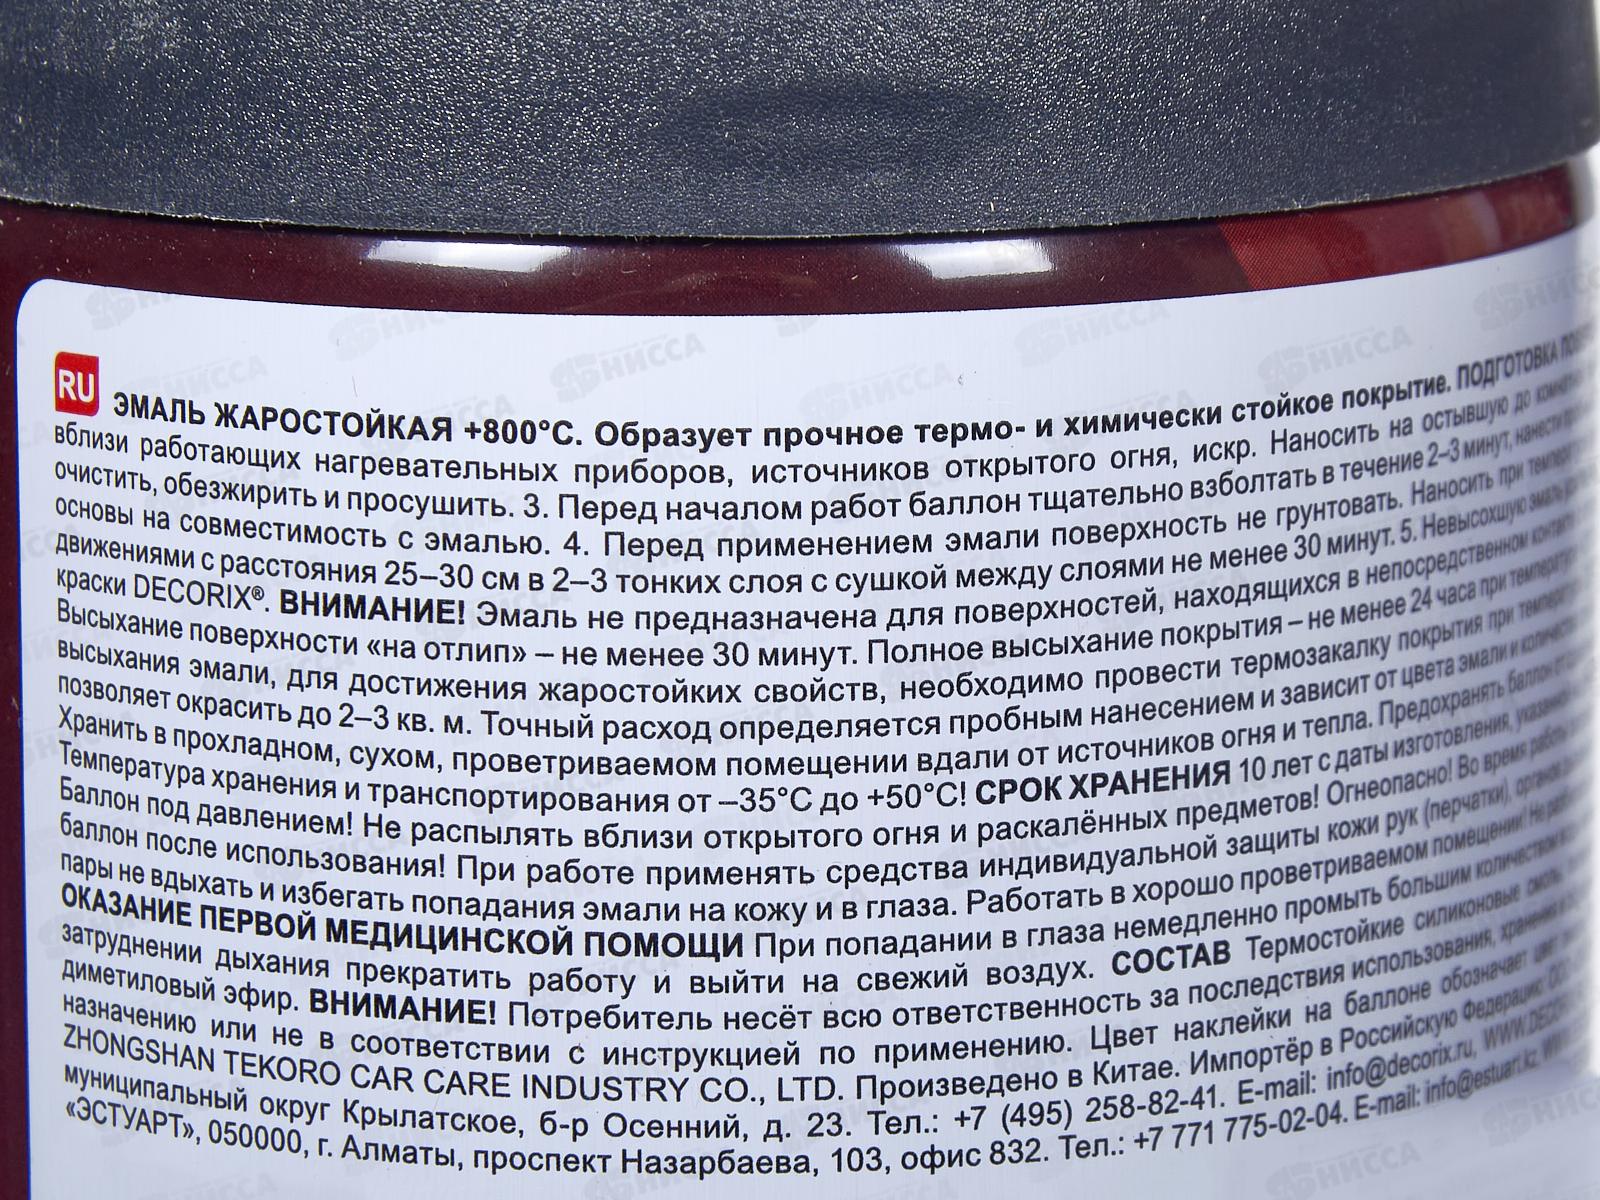 RU ЭМАЛЬ ЖАРОСТОЙКАЯ +800°С. Образует прочное термо- и химически стойкое покрытие. ПОДГОТОВКА
вблизи работающих нагревательных приборов, источников открытого огня, искр. Наносить на остывшую до
очистить, обезжирить и просушить. 3. Перед началом работ баллон тщательно взболтать в течение 2–3 минут, нанести
основы на совместимость с эмалью. 4. Перед применением эмали поверхность не грунтовать. Наносить при
движениями с расстояния 25–30 см в 2–3 тонких слоя с сушкой между слоями не менее 30 минут. 5. Невысохшую эмаль
краски DECORIX®. ВНИМАНИЕ! Эмаль не предназначена для поверхностей, находящихся в непосредственном
Высыхание поверхности «на отлип» – не менее 30 минут. Полное высыхание покрытия – не менее 24 часа при
высыхания эмали, для достижения жаростойких свойств, необходимо провести термозакалку покрытия при
позволяет окрасить до 2–3 кв. м. Точный расход определяется пробным нанесением и зависит от цвета эмали и
Хранить в прохладном, сухом, проветриваемом помещении вдали от источников огня и тепла. Предохранять баллон от
Температура хранения и транспортирования от –35°С до +50°С! СРОК ХРАНЕНИЯ 10 лет с даты изготовления,
Баллон под давлением! Не распылять вблизи открытого огня и раскалённых предметов! Огнеопасно! Во время работы
баллон после использования! При работе применять средства индивидуальной защиты кожи рук (перчатки),
пары не вдыхать и избегать попадания эмали на кожу и в глаза. Работать в хорошо проветриваемом помещении! Не
ОКАЗАНИЕ ПЕРВОЙ МЕДИЦИНСКОЙ ПОМОЩИ При попадании в глаза немедленно промыть большим количеством
затруднении дыхания прекратить работу и выйти на свежий воздух. СОСТАВ Термостойкие силиконовые смолы
диметиловый эфир. ВНИМАНИЕ! Потребитель несёт всю ответственность за последствия использования, хранения
назначению или не в соответствии с инструкцией по применению. Цвет наклейки на баллоне обозначает цвет
ZHONGSHAN TEKORO CAR CARE INDUSTRY CO., LTD. Произведено в Китае. Импортёр в Российскую Федерацию:
муниципальный округ Крылатское, б-р Осенний, д. 23. Тел.: +7 (495) 258-82-41. E-mail: info@decorix.ru,
«ЭСТУАРТ», 050000, г. Алматы, проспект Назарбаева, 103, офис 832. Тел.: +7 771 775-02-04. E-mail: info@estuart.kz